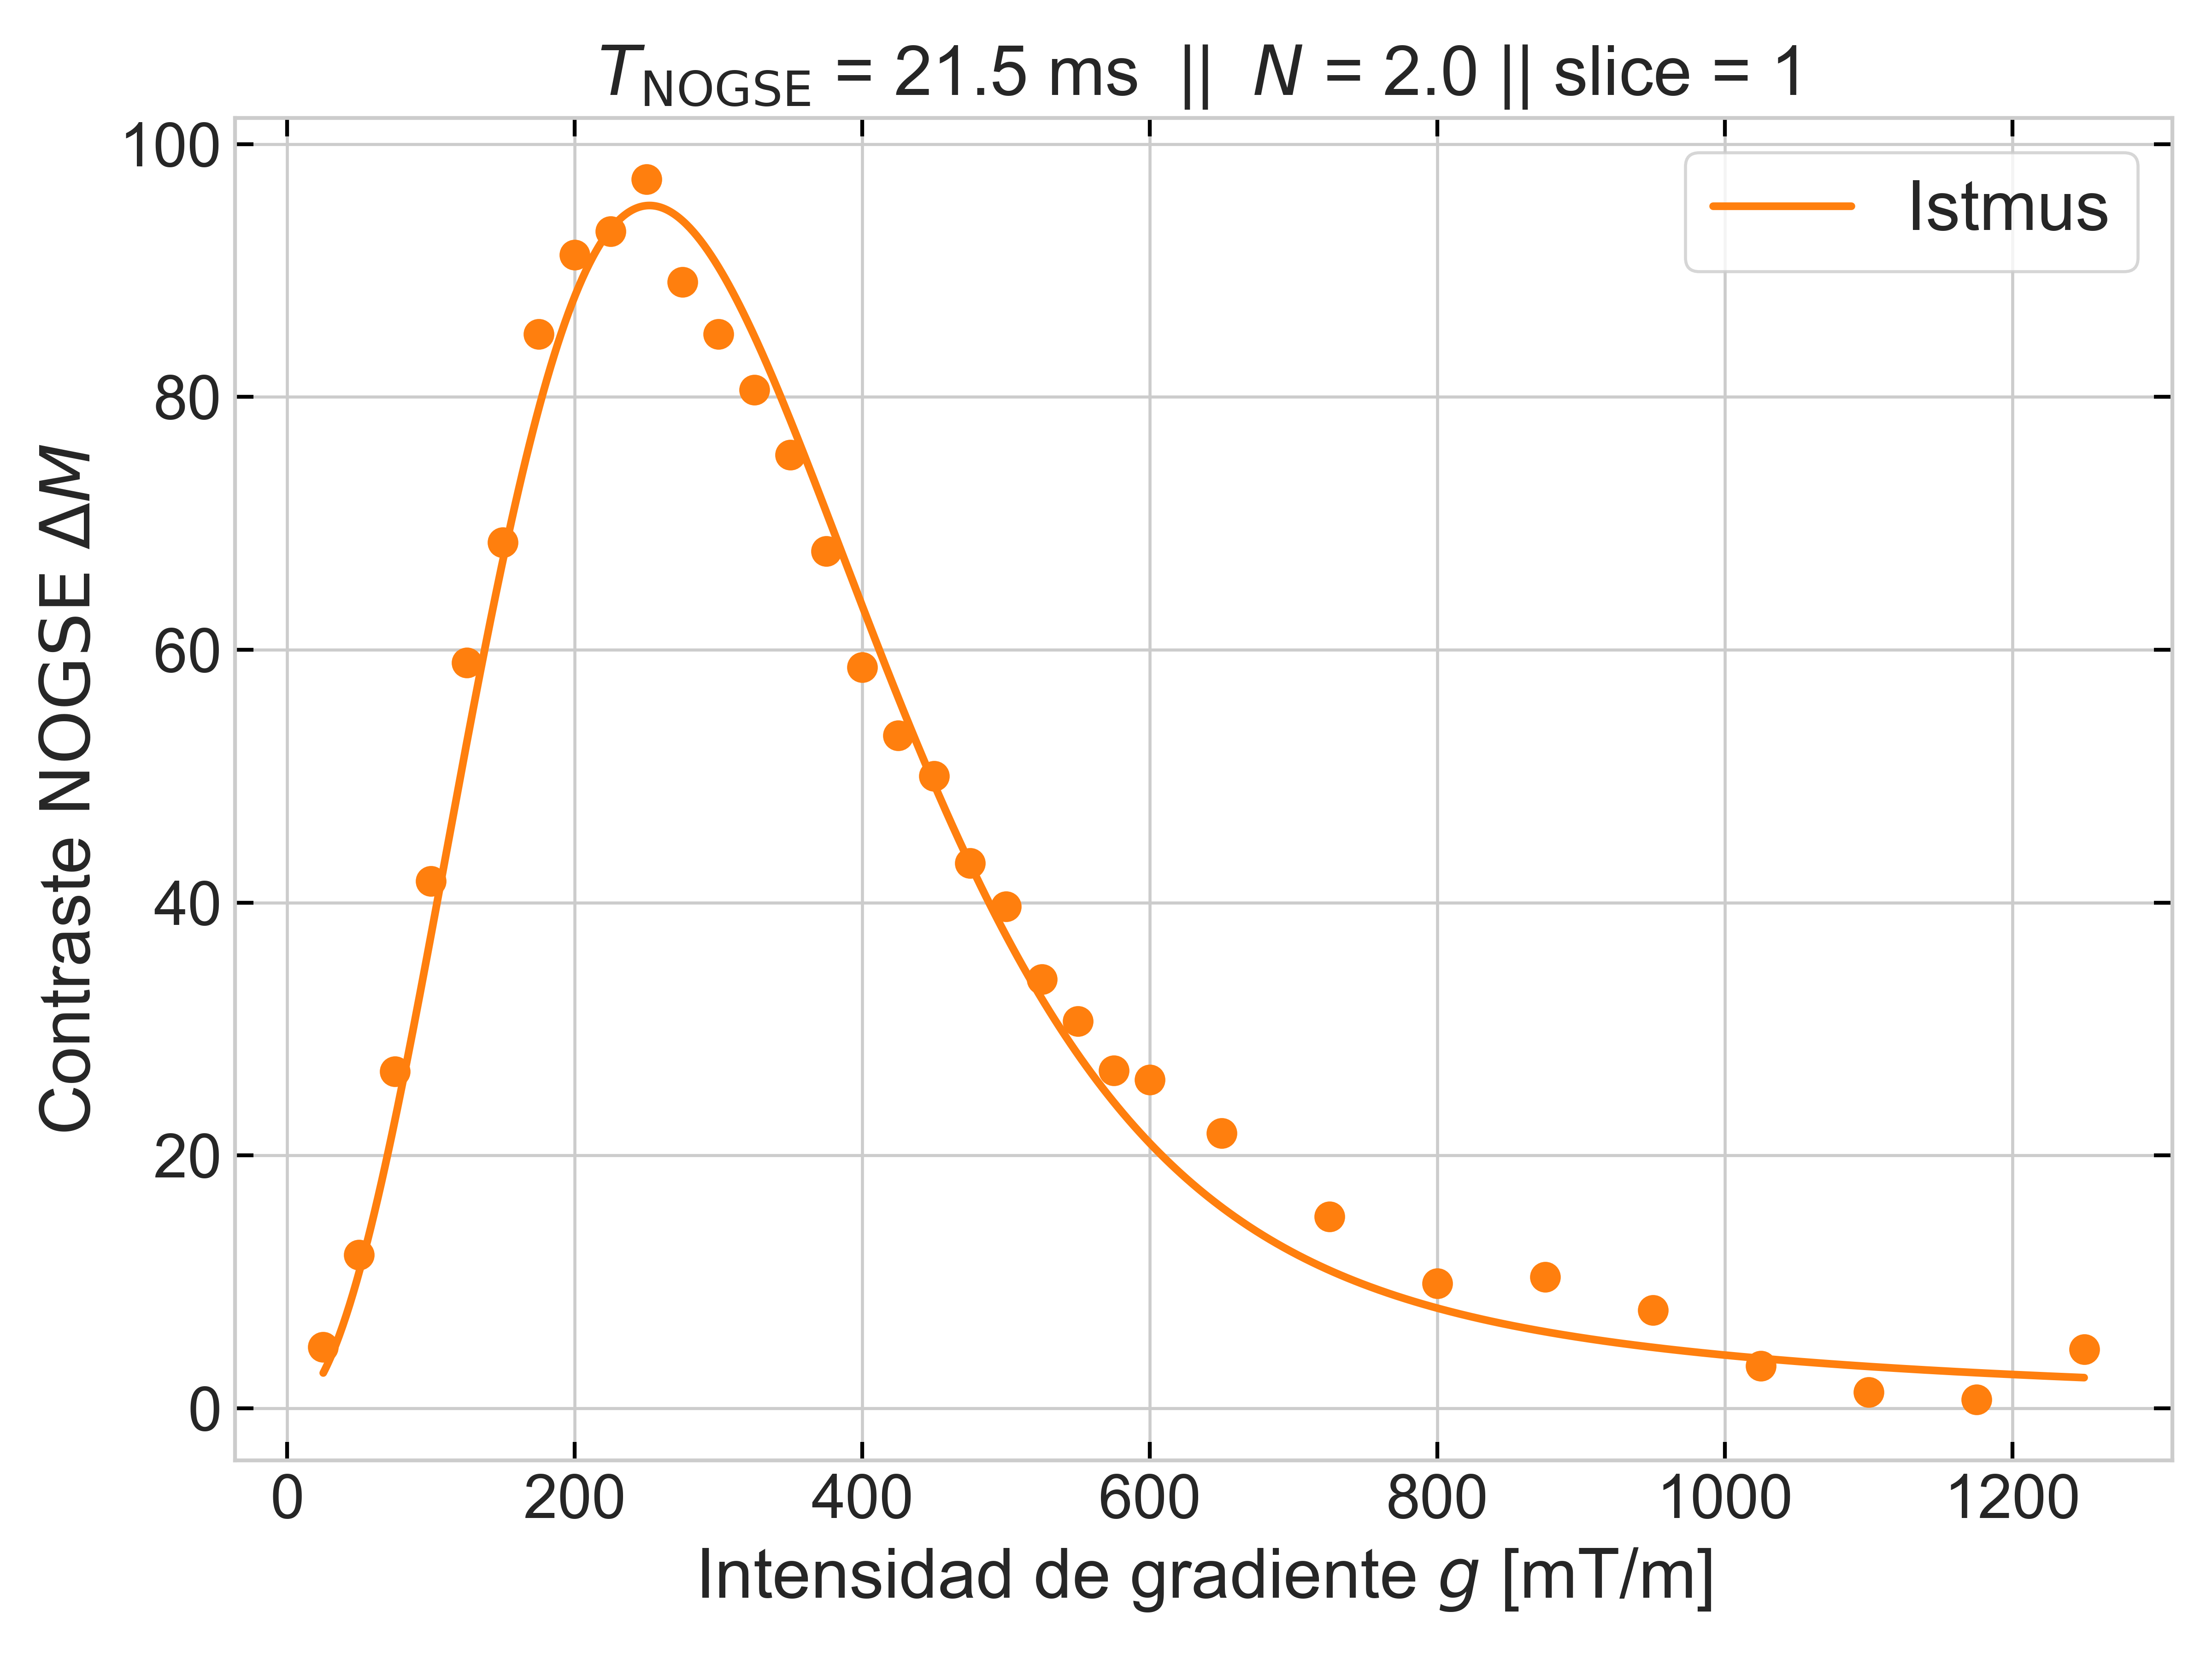 T_NOGSE = 21.5 ms || N = 2.0 || slice = 1
Istmus
Contraste NOGSE ΔM
100
80
60
40
20
0
0 200 400 600 800 1000 1200
Intensidad de gradiente g [mT/m]